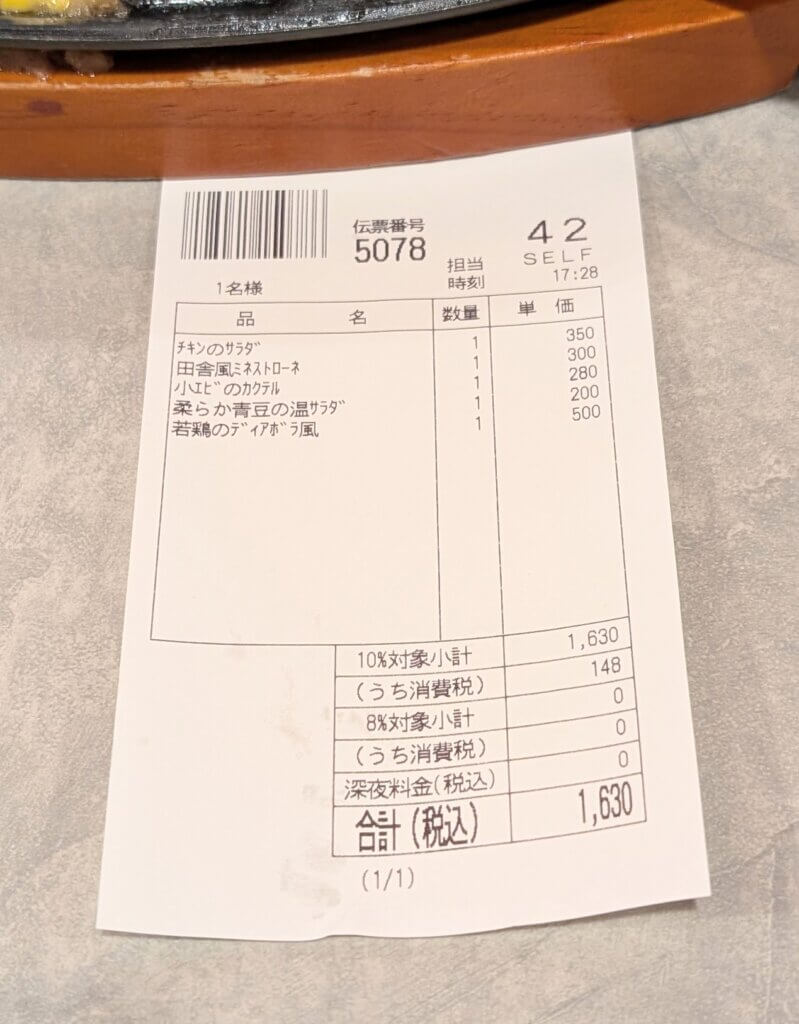 伝票番号
5078
42
担当
SELF
時刻
17:28
1名様
品名 数量 単価
ﾁｷﾝのｻﾗﾀﾞ 1 350
田舎風ﾐﾈｽﾄﾛｰﾈ 1 300
小ｴﾋﾞのｶｸﾃﾙ 1 280
柔らか青豆の温ｻﾗﾀﾞ 1 200
若鶏のﾃﾞｨｱﾎﾞﾗ風 1 500
10%対象小計 1,630
(うち消費税) 148
8%対象小計 0
(うち消費税) 0
深夜料金(税込) 0
合計(税込) 1,630
(1/1)